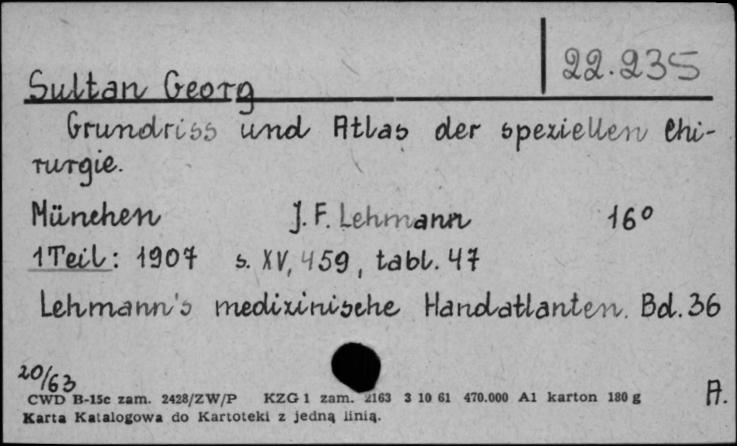 22.235
Sultan Georg
Grundriss und Atlas der speziellen Chi-
rurgie.
München J. F. Lehmann 16°
1 Teil: 1907 s. XV, 459, tabl. 47
Lehmann's medizinische Handatlanten. Bd. 36
20/63
CWD B-15c zam. 2428/ZW/P KZG 1 zam. 2163 3 10 61 470.000 A1 karton 180 g
A.
Karta Katalogowa do Kartoteki z jedną linią.